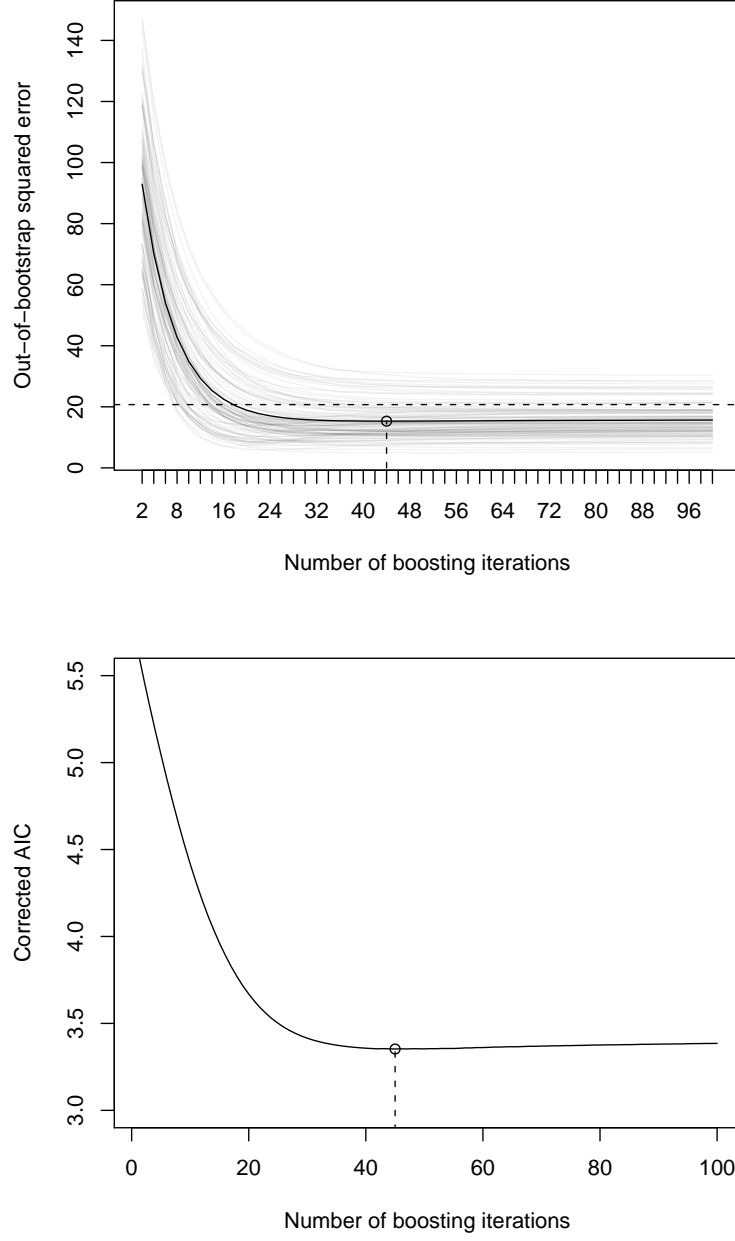 140
120
100
80
60
40
20
0
Out−of−bootstrap squared error
2 8 16 24 32 40 48 56 64 72 80 88 96
Number of boosting iterations
5.5
5.0
4.5
4.0
3.5
3.0
Corrected AIC
0 20 40 60 80 100
Number of boosting iterations